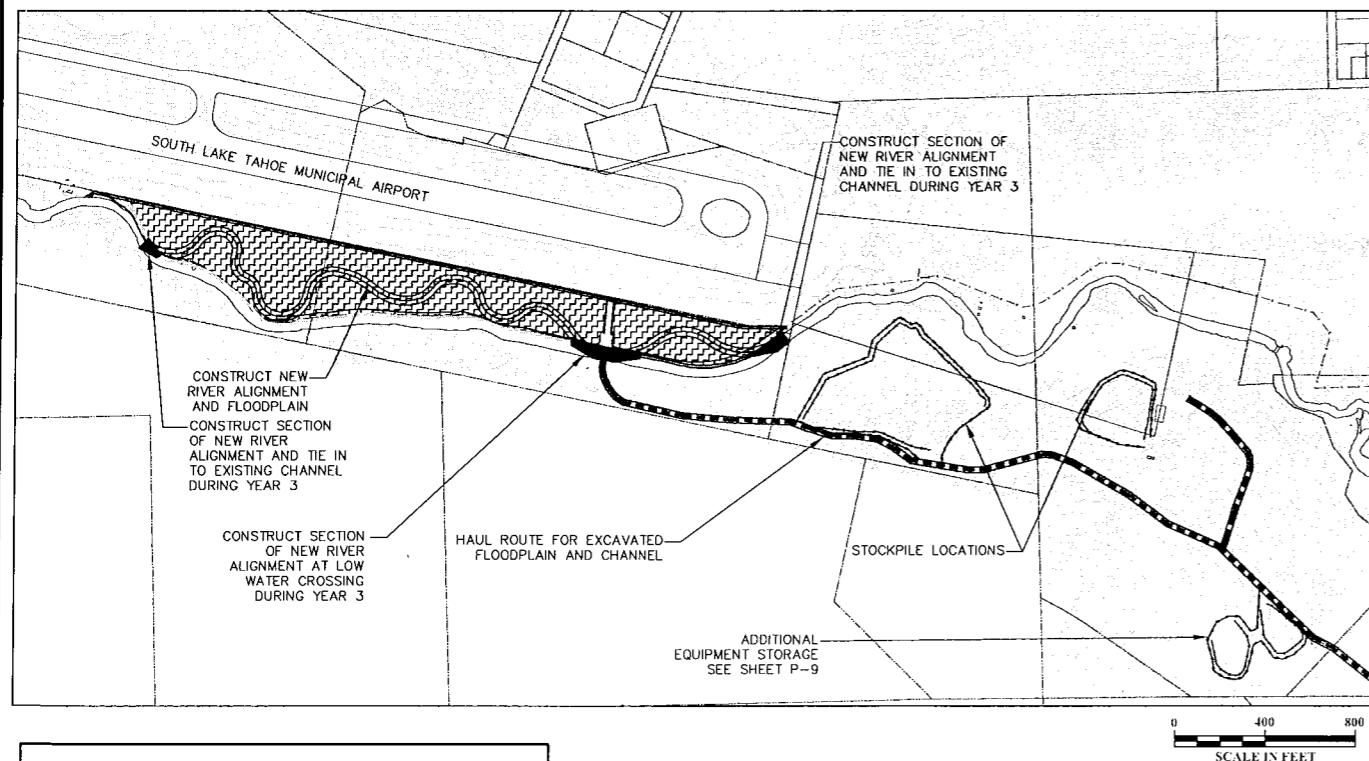 SOUTH LAKE TAHOE MUNICIPAL AIRPORT
CONSTRUCT SECTION OF
NEW RIVER ALIGNMENT
AND TIE IN TO EXISTING
CHANNEL DURING YEAR 3
CONSTRUCT NEW
RIVER ALIGNMENT
AND FLOODPLAIN
CONSTRUCT SECTION
OF NEW RIVER
ALIGNMENT AND TIE IN
TO EXISTING CHANNEL
DURING YEAR 3
CONSTRUCT SECTION
OF NEW RIVER
ALIGNMENT AT LOW
WATER CROSSING
DURING YEAR 3
HAUL ROUTE FOR EXCAVATED
FLOODPLAIN AND CHANNEL
STOCKPILE LOCATIONS
ADDITIONAL
EQUIPMENT STORAGE
SEE SHEET P-9
0 400 800
SCALE IN FEET